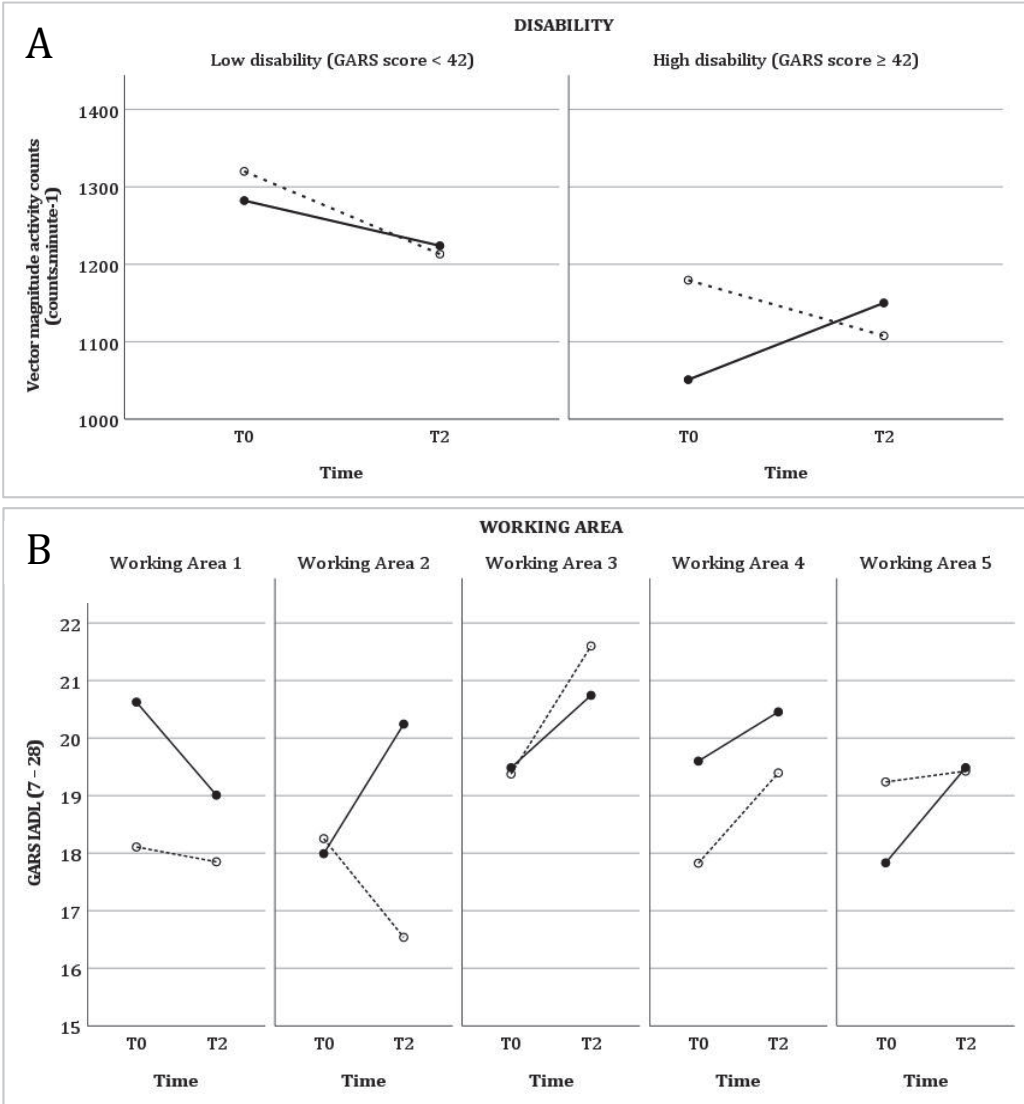 A
DISABILITY
Low disability (GARS score < 42)
High disability (GARS score ≥ 42)
Vector magnitude activity counts
(counts.minute-1)
1400
1300
1200
1100
1000
T0 T2 T0 T2
Time Time
B
WORKING AREA
Working Area 1 Working Area 2 Working Area 3 Working Area 4 Working Area 5
GARS IADL (7 – 28)
22
21
20
19
18
17
16
15
T0 T2 T0 T2 T0 T2 T0 T2 T0 T2
Time Time Time Time Time